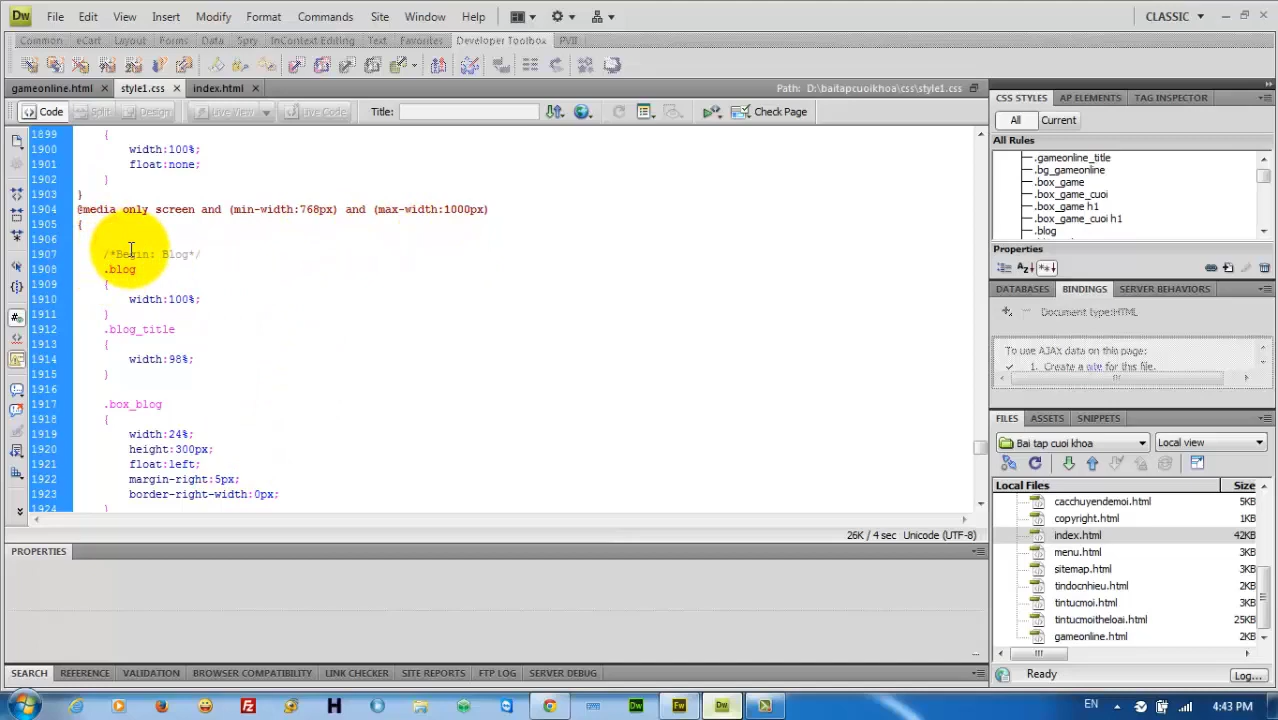 Dw File Edit View Insert Modify Format Commands Site Window Help CLASSIC
Common eCart Layout Forms Data Spry InContext Editing Text Favorites Developer Toolbox PVII
gameonline.html style1.css index.html Path: D:\baitapcuoikhoa\css\style1.css
Code Split Design Live View Live Code Title: Check Page
1899 {
1900 width:100%;
1901 float:none;
1902 }
1903 }
1904 @media only screen and (min-width:768px) and (max-width:1000px)
1905 {
1906
1907 /*Begin: Blog*/
1908 .blog
1909 {
1910 width:100%;
1911 }
1912 .blog_title
1913 {
1914 width:98%;
1915 }
1916
1917 .box_blog
1918 {
1919 width:24%;
1920 height:300px;
1921 float:left;
1922 margin-right:5px;
1923 border-right-width:0px;
1924 }
26K / 4 sec Unicode (UTF-8)
PROPERTIES
SEARCH REFERENCE VALIDATION BROWSER COMPATIBILITY LINK CHECKER SITE REPORTS FTP LOG SERVER DEBUG
CSS STYLES AP ELEMENTS TAG INSPECTOR
All Current
All Rules
.gameonline_title
.bg_gameonline
.box_game
.box_game_cuoi
.box_game h1
.box_game_cuoi h1
.blog
Properties
DATABASES BINDINGS SERVER BEHAVIORS
Document type:HTML
To use AJAX data on this page:
1. Create a site for this file.
FILES ASSETS SNIPPETS
Bai tap cuoi khoa Local view
Local Files Size
cacchuyendemoi.html 5KB
copyright.html 1KB
index.html 42KB
menu.html 3KB
sitemap.html 3KB
tindocnhieu.html 2KB
tintucmoi.html 3KB
tintucmoitheloai.html 25KB
gameonline.html 2KB
Ready Log...
EN 4:43 PM